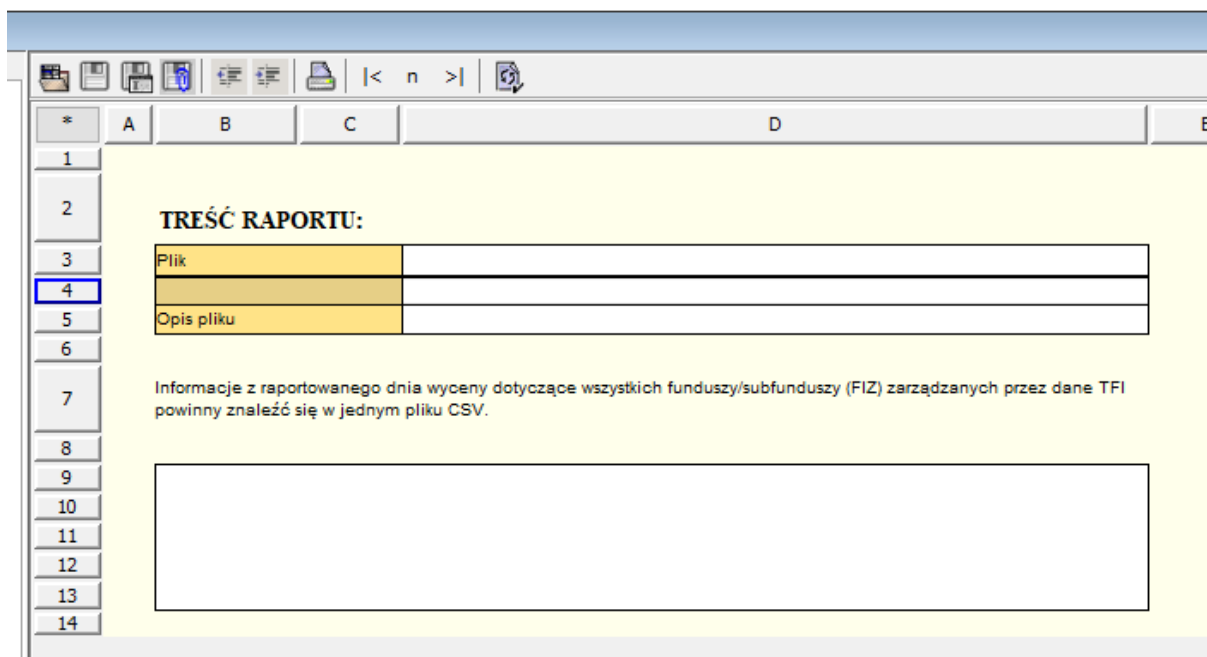 |< n >|
* A B C D E
1
2 TREŚĆ RAPORTU:
3 Plik
4
5 Opis pliku
6
7 Informacje z raportowanego dnia wyceny dotyczące wszystkich funduszy/subfunduszy (FIZ) zarządzanych przez dane TFI
powinny znaleźć się w jednym pliku CSV.
8
9
10
11
12
13
14